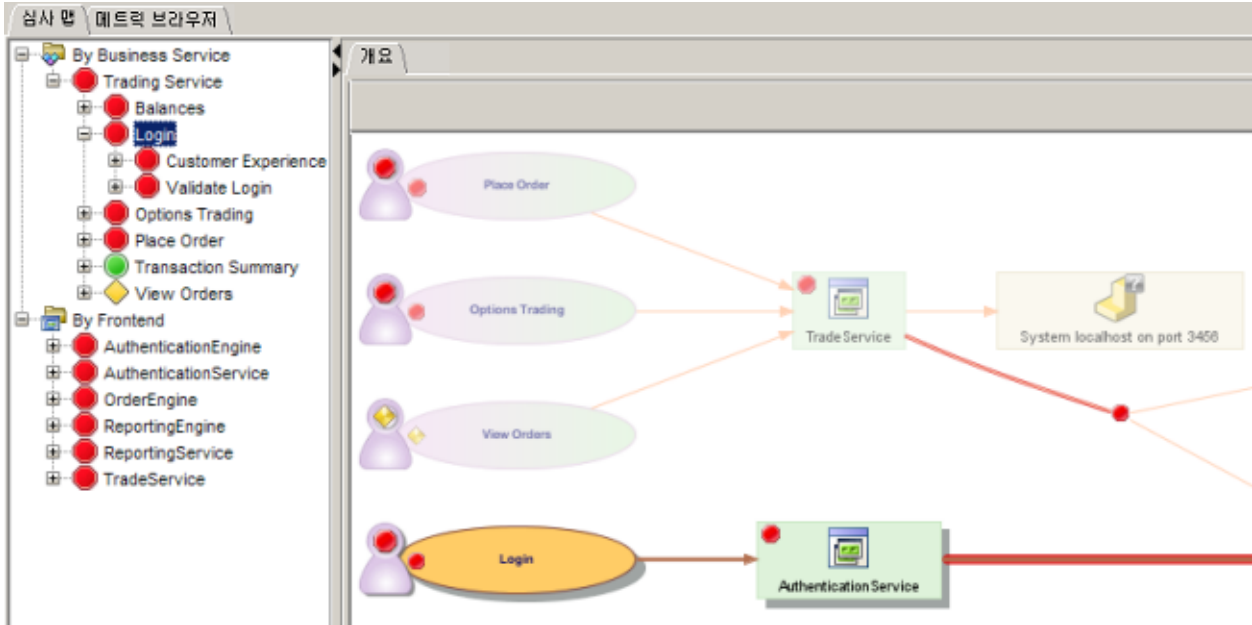 심사 맵 메트릭 브라우저
By Business Service
Trading Service
Balances
Login
Customer Experience
Validate Login
Options Trading
Place Order
Transaction Summary
View Orders
By Frontend
AuthenticationEngine
AuthenticationService
OrderEngine
ReportingEngine
ReportingService
TradeService
개요
Place Order
Options Trading
TradeService
System localhost on port 3456
View Orders
Login
AuthenticationService